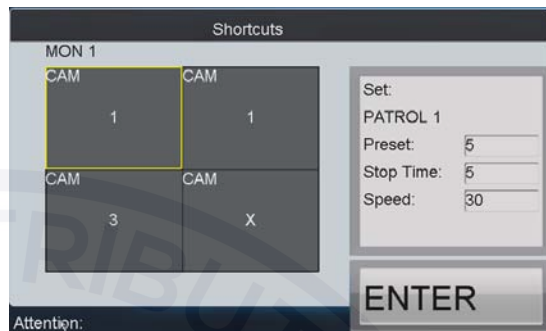 Shortcuts
MON 1
CAM CAM
1 1
CAM CAM
3 X
Set:
PATROL 1
Preset: 5
Stop Time: 5
Speed: 30
ENTER
Attention: